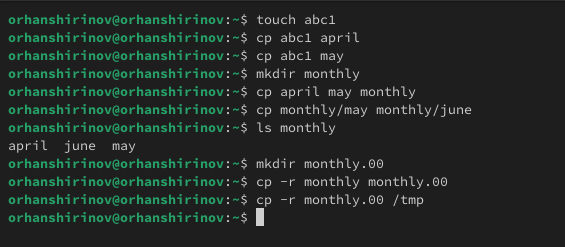 orhanshirinov@orhanshirinov:~$ touch abc1
orhanshirinov@orhanshirinov:~$ cp abc1 april
orhanshirinov@orhanshirinov:~$ cp abc1 may
orhanshirinov@orhanshirinov:~$ mkdir monthly
orhanshirinov@orhanshirinov:~$ cp april may monthly
orhanshirinov@orhanshirinov:~$ cp monthly/may monthly/june
orhanshirinov@orhanshirinov:~$ ls monthly
april  june  may
orhanshirinov@orhanshirinov:~$ mkdir monthly.00
orhanshirinov@orhanshirinov:~$ cp -r monthly monthly.00
orhanshirinov@orhanshirinov:~$ cp -r monthly.00 /tmp
orhanshirinov@orhanshirinov:~$